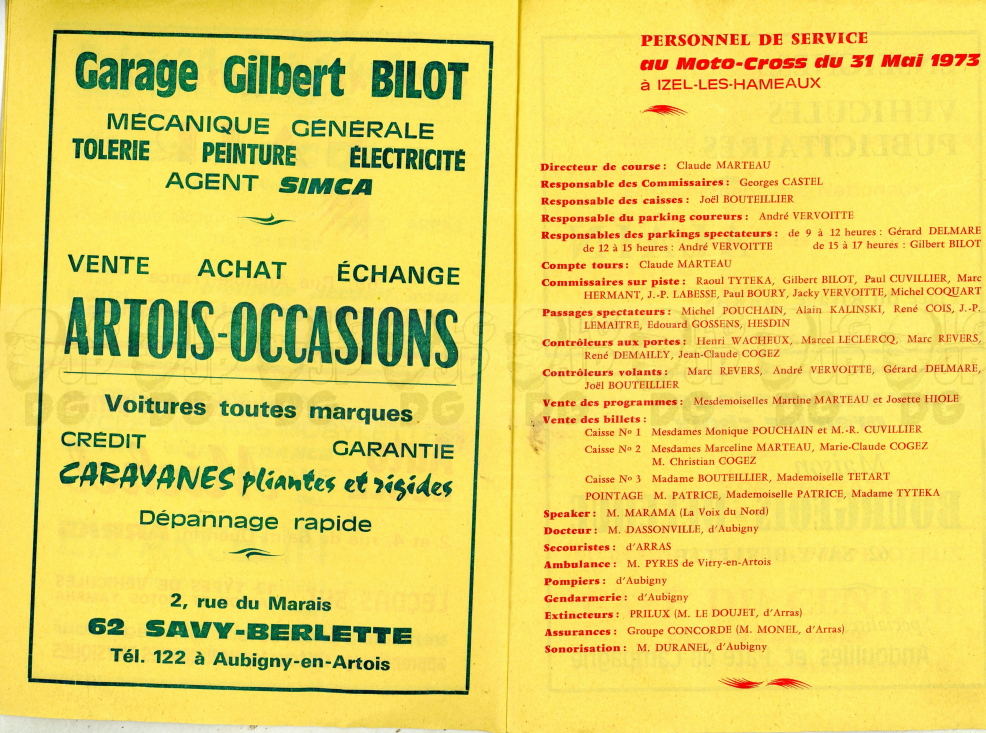 Garage Gilbert BILOT
MÉCANIQUE GÉNÉRALE
TOLERIE PEINTURE ÉLECTRICITÉ
AGENT SIMCA
VENTE ACHAT ÉCHANGE
ARTOIS-OCCASIONS
Voitures toutes marques
CRÉDIT GARANTIE
CARAVANES pliantes et rigides
Dépannage rapide
2, rue du Marais
62 SAVY-BERLETTE
Tél. 122 à Aubigny-en-Artois
PERSONNEL DE SERVICE
au Moto-Cross du 31 Mai 1973
à IZEL-LES-HAMEAUX
Directeur de course : Claude MARTEAU
Responsable des Commissaires : Georges CASTEL
Responsable des caisses : Joël BOUTEILLIER
Responsable du parking coureurs : André VERVOITTE
Responsables des parkings spectateurs : de 9 à 12 heures : Gérard DELMARE
de 12 à 15 heures : André VERVOITTE de 15 à 17 heures : Gilbert BILOT
Compte tours : Claude MARTEAU
Commissaires sur piste : Raoul TYTEKA, Gilbert BILOT, Paul CUVILLIER, Marc
HERMANT, J.-P. LABESSE, Paul BOURY, Jacky VERVOITTE, Michel COQUART
Passages spectateurs : Michel POUCHAIN, Alain KALINSKI, René COIS, J.-P.
LEMAITRE, Edouard GOSSENS, HESDIN
Contrôleurs aux portes : Henri WACHEUX, Marcel LECLERCQ, Marc REVERS,
René DEMAILLY, Jean-Claude COGEZ
Contrôleurs volants : Marc REVERS, André VERVOITTE, Gérard DELMARE,
Joël BOUTEILLIER
Vente des programmes : Mesdemoiselles Martine MARTEAU et Josette HIOLE
Vente des billets :
Caisse Nº 1 Mesdames Monique POUCHAIN et M.-R. CUVILLIER
Caisse Nº 2 Mesdames Marceline MARTEAU, Marie-Claude COGEZ
M. Christian COGEZ
Caisse Nº 3 Madame BOUTEILLIER, Mademoiselle TETART
POINTAGE M. PATRICE, Mademoiselle PATRICE, Madame TYTEKA
Speaker : M. MARAMA (La Voix du Nord)
Docteur : M. DASSONVILLE, d'Aubigny
Secouristes : d'ARRAS
Ambulance : M. PYRES de Vitry-en-Artois
Pompiers : d'Aubigny
Gendarmerie : d'Aubigny
Extincteurs : PRILUX (M. LE DOUJET, d'Arras)
Assurances : Groupe CONCORDE (M. MONEL, d'Arras)
Sonorisation : M. DURANEL, d'Aubigny